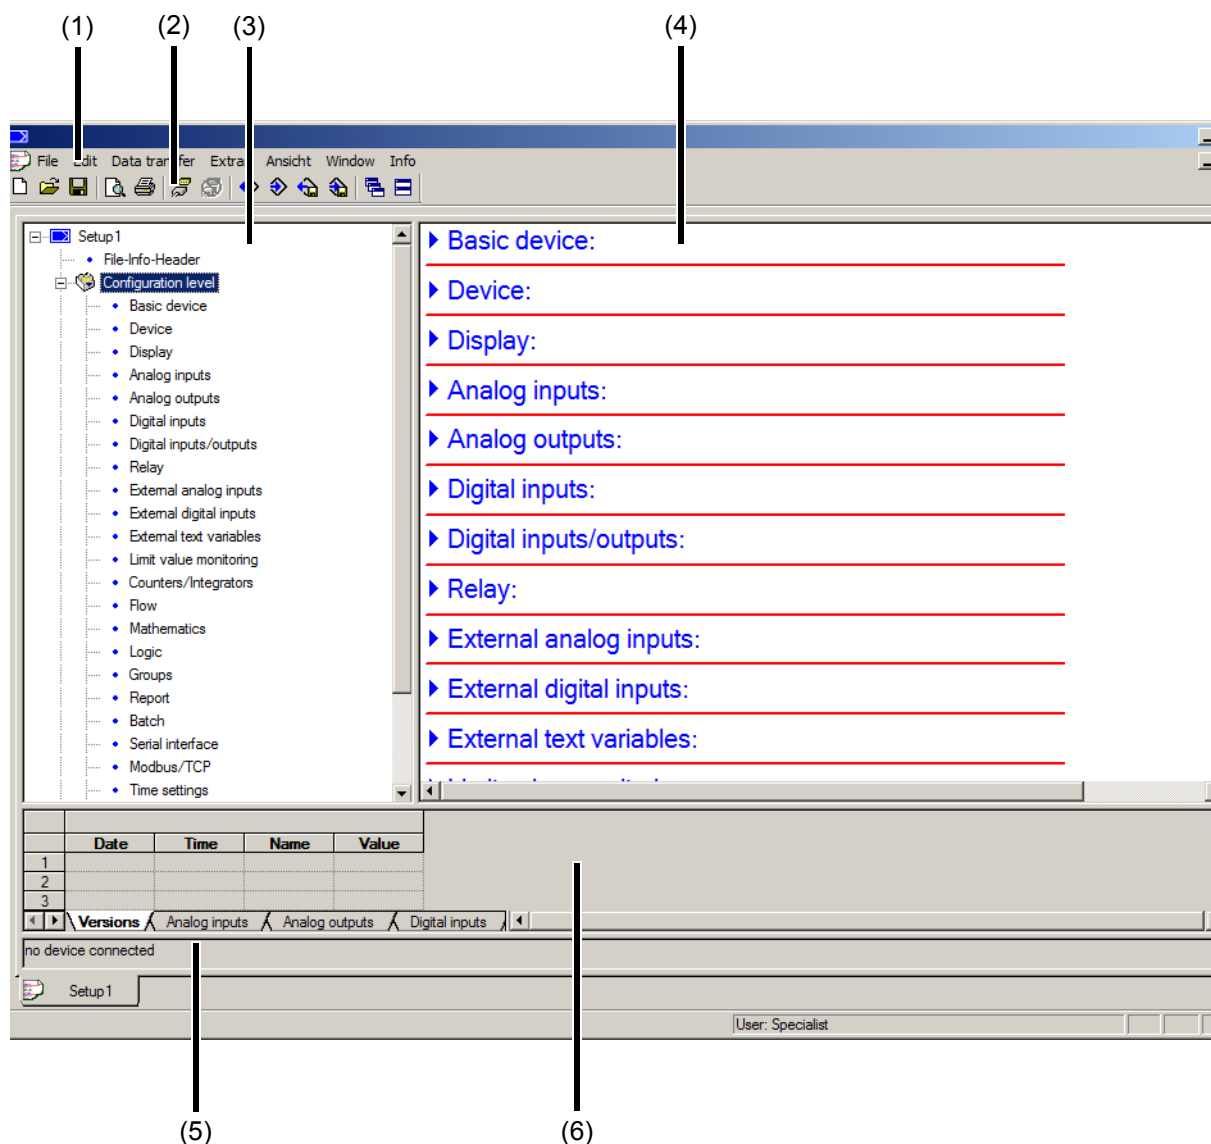 (1) (2) (3) (4)
File Edit Data transfer Extras Ansicht Window Info
Setup1
File-Info-Header
Configuration level
Basic device
Device
Display
Analog inputs
Analog outputs
Digital inputs
Digital inputs/outputs
Relay
External analog inputs
External digital inputs
External text variables
Limit value monitoring
Counters/Integrators
Flow
Mathematics
Logic
Groups
Report
Batch
Serial interface
Modbus/TCP
Time settings
Basic device:
Device:
Display:
Analog inputs:
Analog outputs:
Digital inputs:
Digital inputs/outputs:
Relay:
External analog inputs:
External digital inputs:
External text variables:
Date Time Name Value
1
2
3
Versions Analog inputs Analog outputs Digital inputs
no device connected
Setup1
User: Specialist
(5) (6)